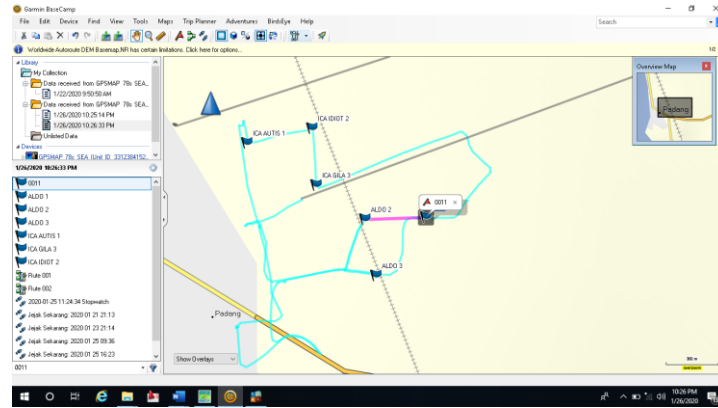 Garmin BaseCamp
File Edit Device Find View Tools Maps Trip Planner Adventures BirdsEye Help
Search
Worldwide Autoroute DEM Basemap,NR has certain limitations. Click here for options...
1/2
Library
My Collection
Data received from GPSMAP 78s SEA_
1/22/2020 9:50:50 AM
Data received from GPSMAP 78s SEA_
1/26/2020 10:25:14 PM
1/26/2020 10:26:33 PM
Unlisted Data
Devices
GPSMAP 78s SEA (Unit ID 3312384152_
1/26/2020 10:26:33 PM
0011
ALDO 1
ALDO 2
ALDO 3
ICA AUTIS 1
ICA GILA 3
ICA IDIOT 2
Rute 001
Rute 002
2020-01-25 11:24:34 Stopwatch
Jejak Sekarang: 2020 01 21 21:13
Jejak Sekarang: 2020 01 23 21:14
Jejak Sekarang: 2020 01 25 09:36
Jejak Sekarang: 2020 01 25 16:23
0011
ICA IDIOT 2
ICA AUTIS 1
ICA GILA 3
0011
ALDO 2
ALDO 3
Padang
Overview Map
Padang
Show Overlays
10:26 PM
1/26/2020